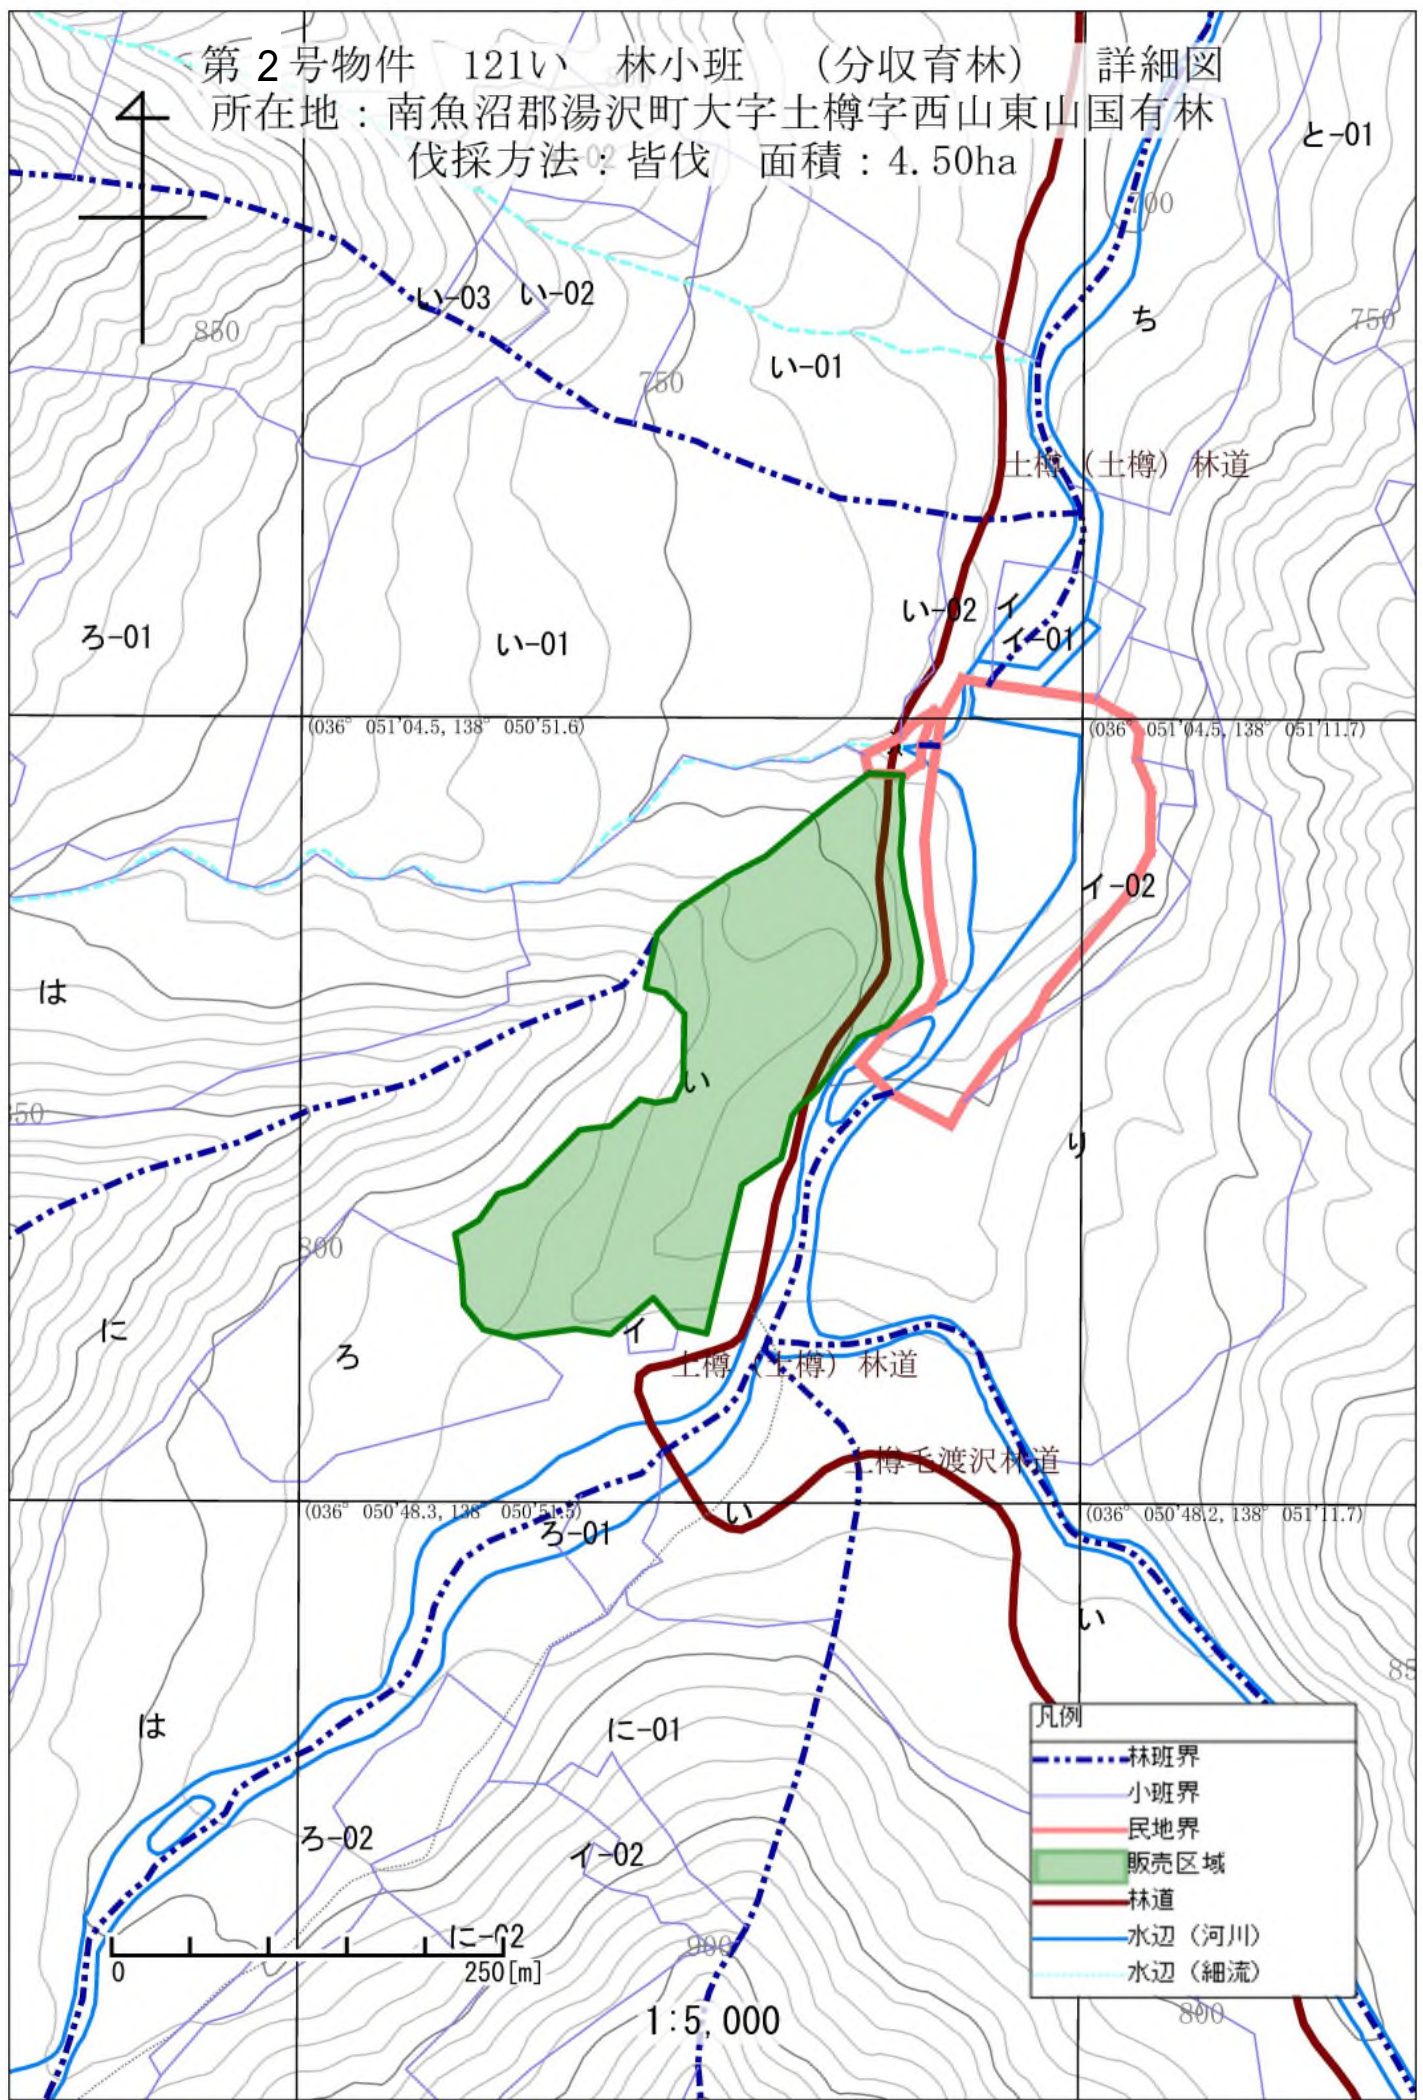 第 2 号物件 121い 林小班 (分収育林) 詳細図
所在地：南魚沼郡湯沢町大字土樽字西山東山国有林
伐採方法：皆伐 面積：4.50ha
と-01
700
い-03
い-02
ち
750
850
い-01
750
土樽（土樽）林道
い-02
イ
イ-01
ろ-01
い-01
(036° 051'04.5, 138° 050'51.6)
(036° 051'04.5, 138° 051'11.7)
イ-02
は
い
り
800
に
ろ
イ
土樽（土樽）林道
土樽毛渡沢林道
(036° 050'48.3, 138° 050'51.5)
(036° 050'48.2, 138° 051'11.7)
い
ろ-01
い
は
に-01
ろ-02
イ-02
に-02
900
800
0
250[m]
1:5,000
凡例
林班界
小班界
民地界
販売区域
林道
水辺（河川）
水辺（細流）